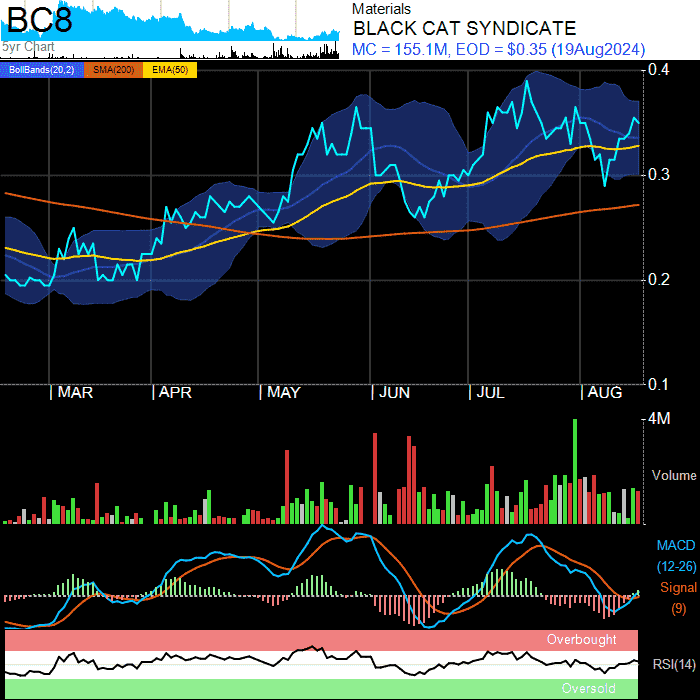 BC8
5yr Chart
Materials
BLACK CAT SYNDICATE
MC = 155.1M, EOD = $0.35 (19Aug2024)
BollBands(20,2) SMA(200) EMA(50)
0.4
0.3
0.2
0.1
MAR APR MAY JUN JUL AUG
4M
Volume
MACD
(12-26)
Signal
(9)
Overbought
RSI(14)
Oversold